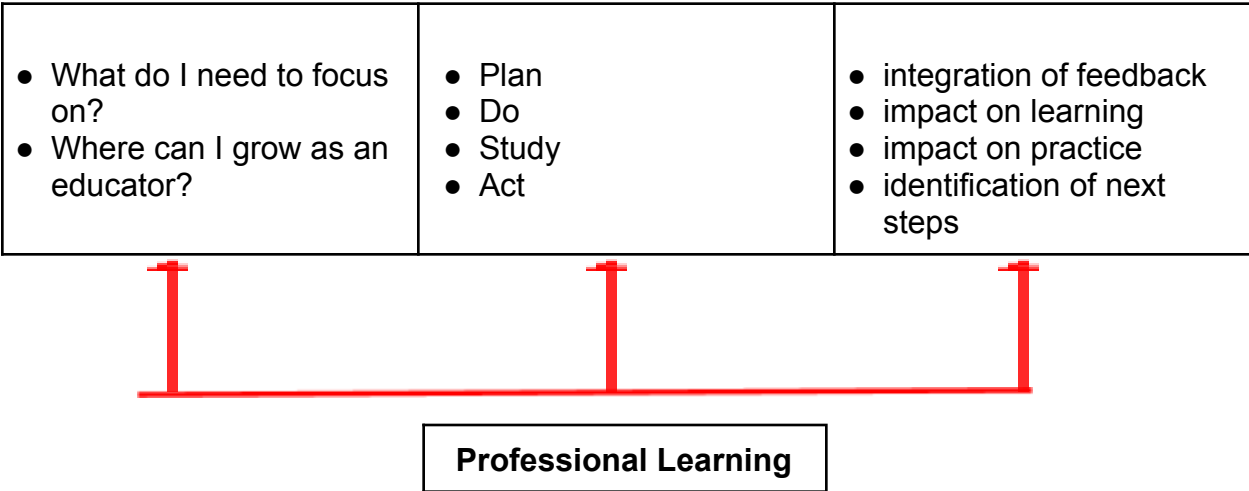 ● What do I need to focus
on?
● Where can I grow as an
educator?
● Plan
● Do
● Study
● Act
● integration of feedback
● impact on learning
● impact on practice
● identification of next
steps
Professional Learning